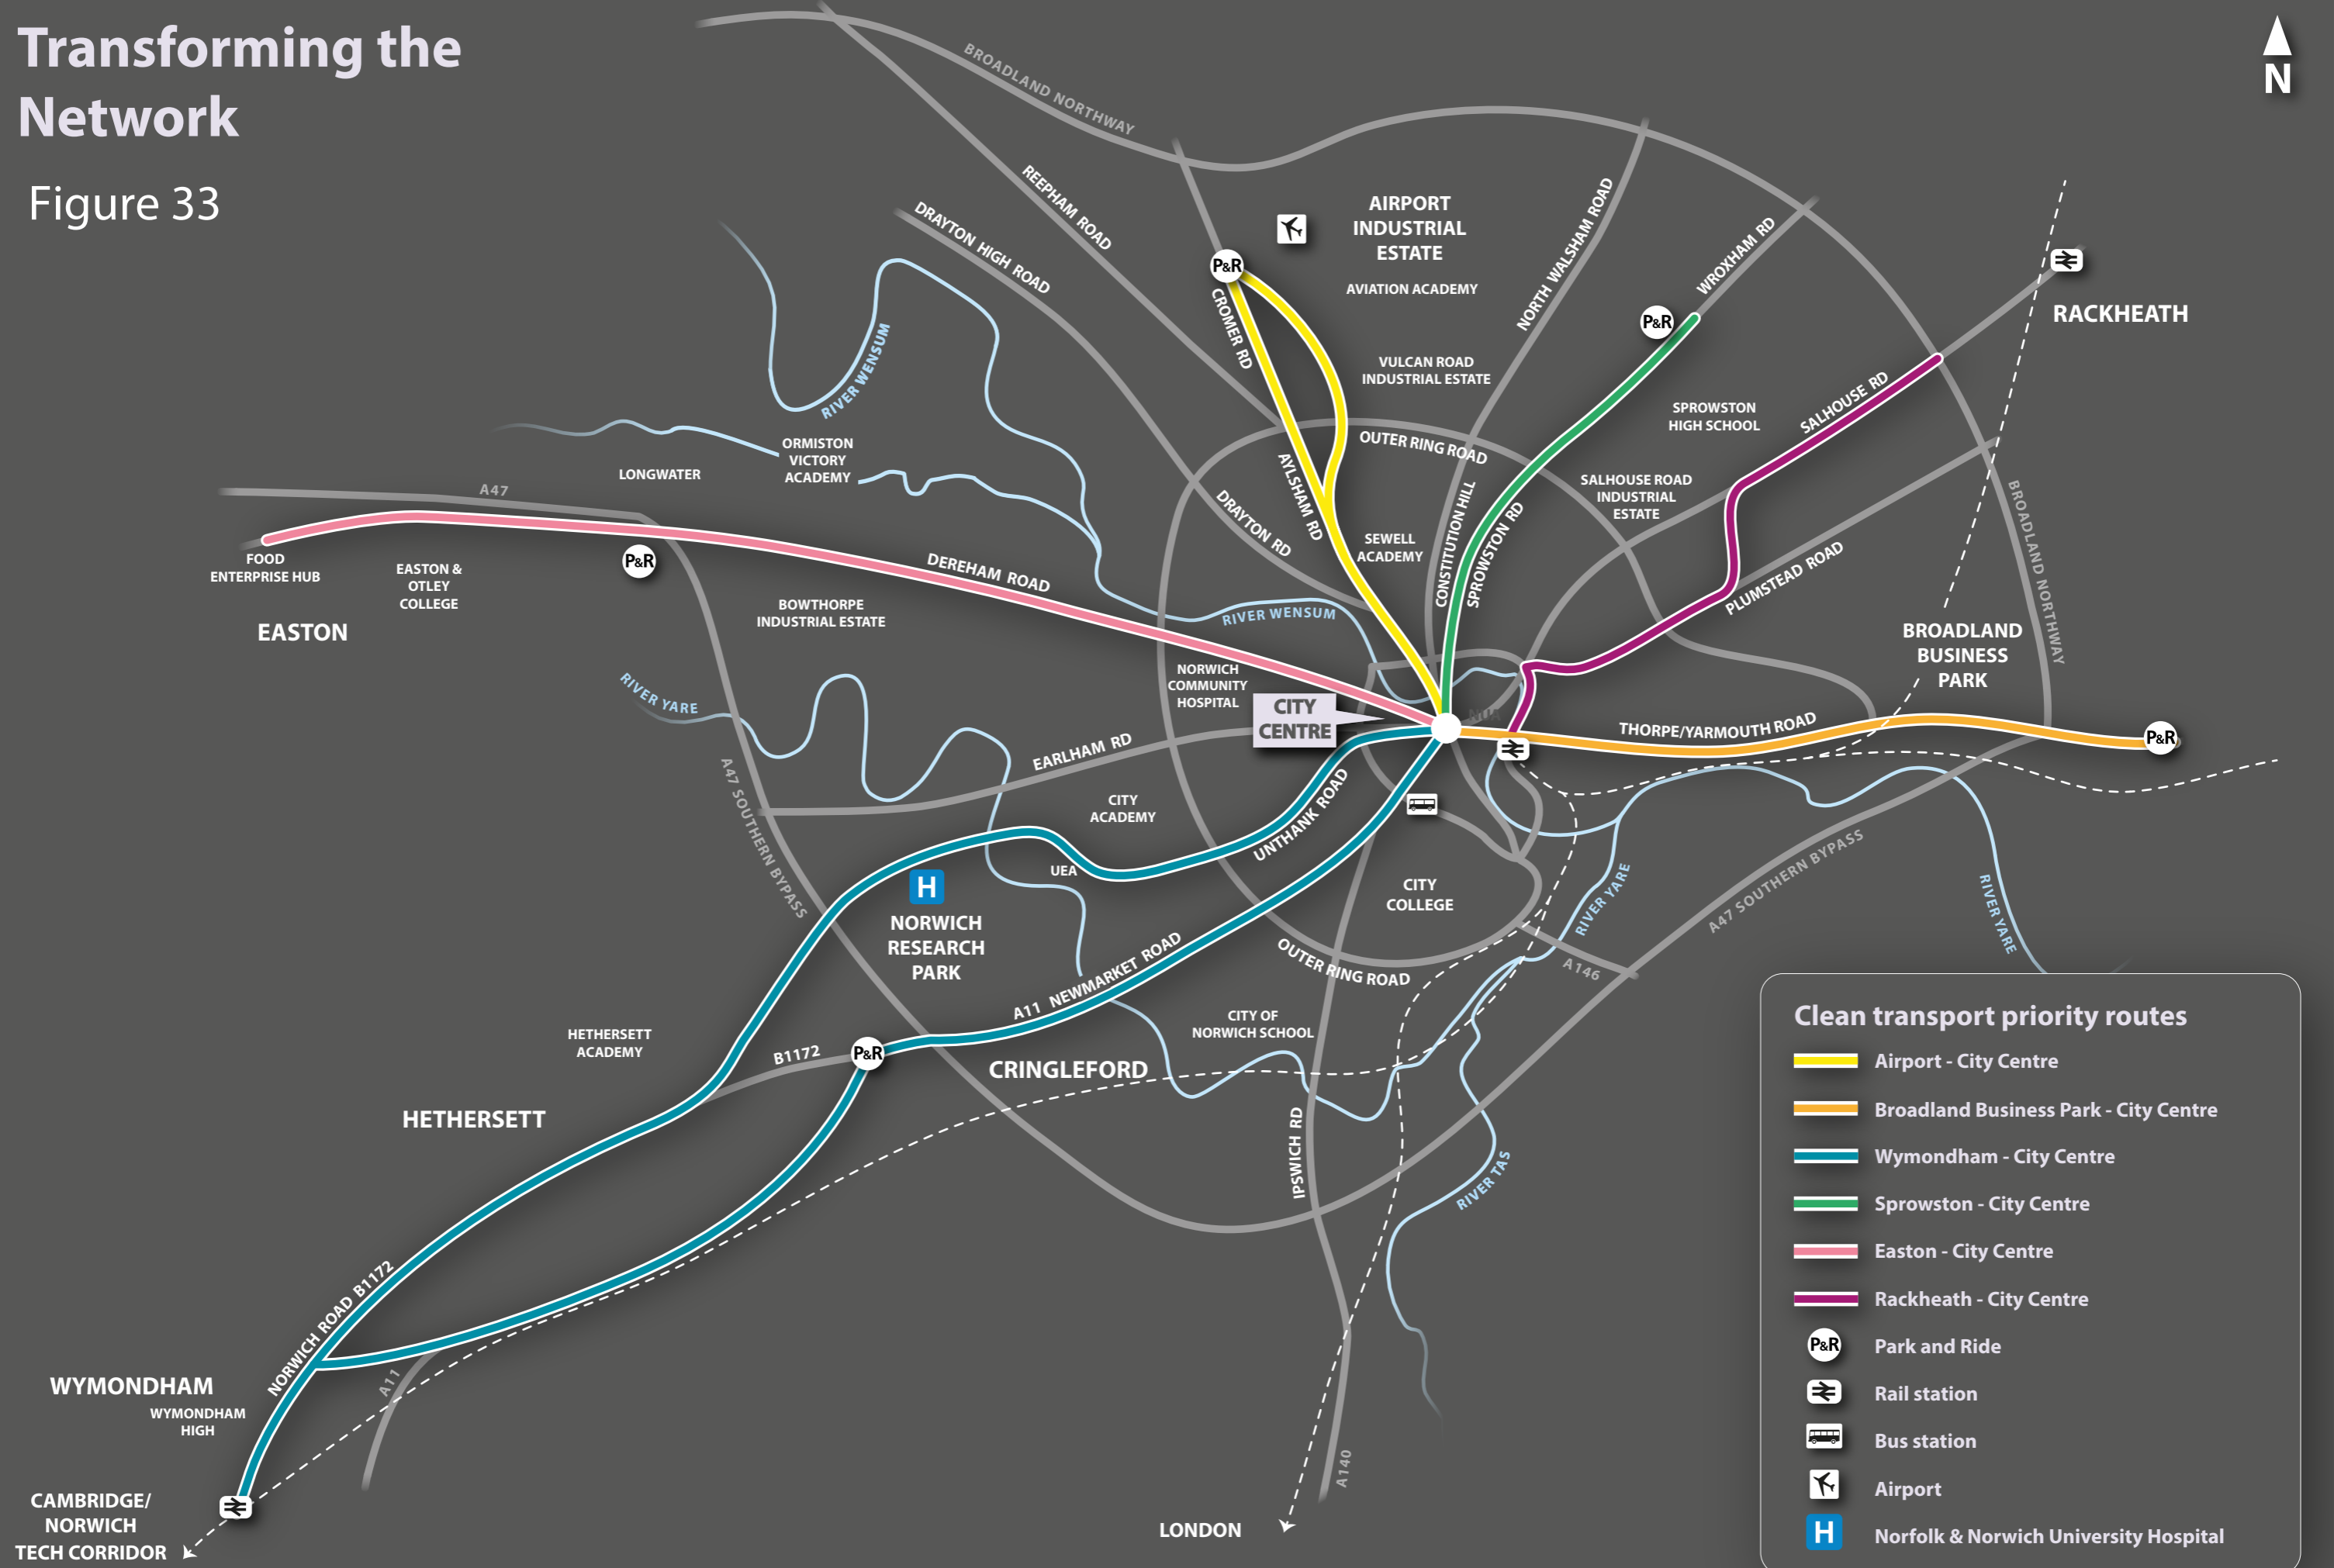 Transforming the
Network
Figure 33
N
BROADLAND NORTHWAY
REEPHAM ROAD
DRAYTON HIGH ROAD
AIRPORT
INDUSTRIAL
ESTATE
AVIATION ACADEMY
NORTH WALSHAM ROAD
WROXHAM RD
P&R
P&R
CROMER RD
RACKHEATH
RIVER WENSUM
VULCAN ROAD
INDUSTRIAL ESTATE
SPROWSTON
HIGH SCHOOL
SALHOUSE RD
OUTER RING ROAD
ORMISTON
VICTORY
ACADEMY
LONGWATER
A47
AYLSHAM RD
DRAYTON RD
SEWELL
ACADEMY
CONSTITUTION HILL
SPROWSTON RD
SALHOUSE ROAD
INDUSTRIAL
ESTATE
BROADLAND NORTHWAY
FOOD
ENTERPRISE HUB
EASTON &
OTLEY
COLLEGE
P&R
DEREHAM ROAD
PLUMSTEAD ROAD
EASTON
BOWTHORPE
INDUSTRIAL ESTATE
RIVER WENSUM
BROADLAND
BUSINESS
PARK
RIVER YARE
NORWICH
COMMUNITY
HOSPITAL
CITY
CENTRE
THORPE/YARMOUTH ROAD
P&R
EARLHAM RD
A47 SOUTHERN BYPASS
CITY
ACADEMY
UNTHANK ROAD
UEA
H
NORWICH
RESEARCH
PARK
CITY
COLLEGE
A47 SOUTHERN BYPASS
RIVER YARE
RIVER YARE
A11 NEWMARKET ROAD
OUTER RING ROAD
A146
HETHERSETT
ACADEMY
B1172
P&R
CITY OF
NORWICH SCHOOL
CRINGLEFORD
HETHERSETT
IPSWICH RD
RIVER TAS
NORWICH ROAD B1172
WYMONDHAM
WYMONDHAM
HIGH
A11
A140
CAMBRIDGE/
NORWICH
TECH CORRIDOR
LONDON
Clean transport priority routes
Airport - City Centre
Broadland Business Park - City Centre
Wymondham - City Centre
Sprowston - City Centre
Easton - City Centre
Rackheath - City Centre
P&R Park and Ride
Rail station
Bus station
Airport
H Norfolk & Norwich University Hospital